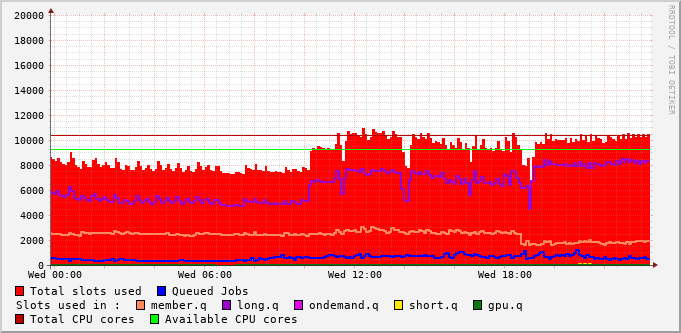 20000
18000
16000
14000
12000
10000
8000
6000
4000
2000
0
Wed 00:00 Wed 06:00 Wed 12:00 Wed 18:00
Total slots used Queued Jobs
Slots used in : member.q long.q ondemand.q short.q gpu.q
Total CPU cores Available CPU cores
RRDTOOL / TOBI OETIKER